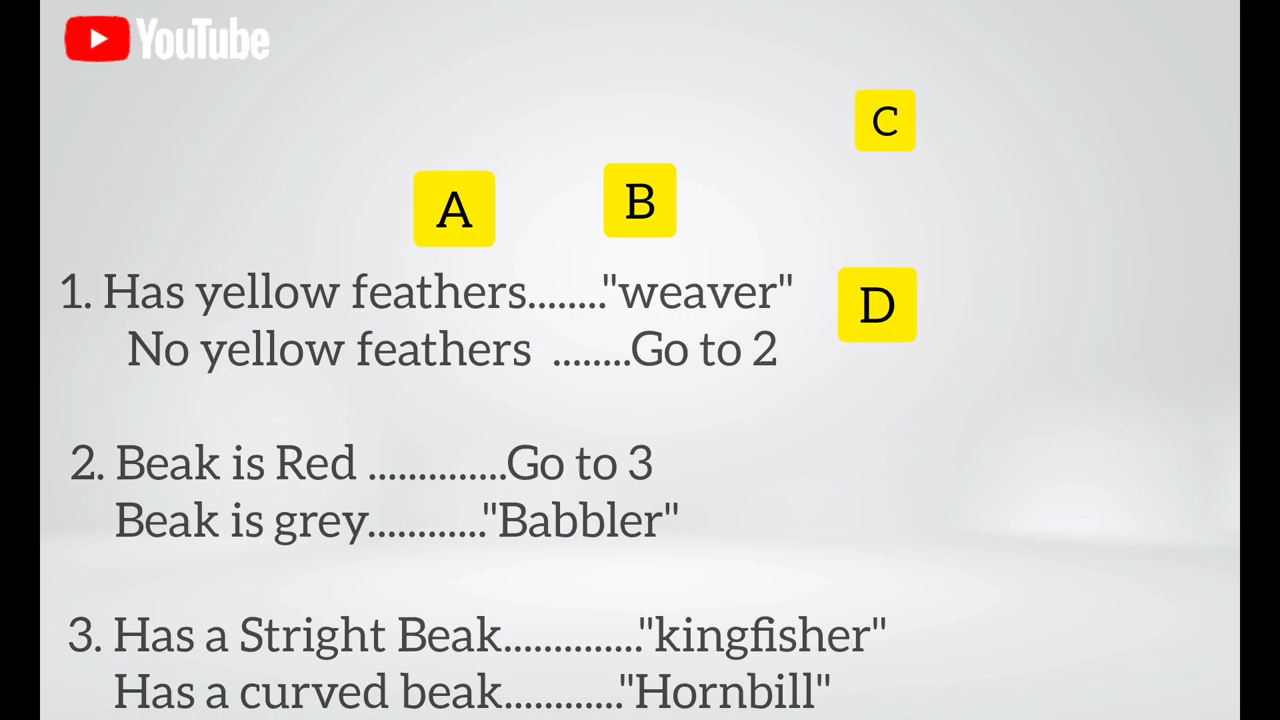 YouTube
C
A
B
1. Has yellow feathers........"weaver"
D
No yellow feathers ........Go to 2
2. Beak is Red ..............Go to 3
Beak is grey............"Babbler"
3. Has a Stright Beak.............."kingfisher"
Has a curved beak............"Hornbill"